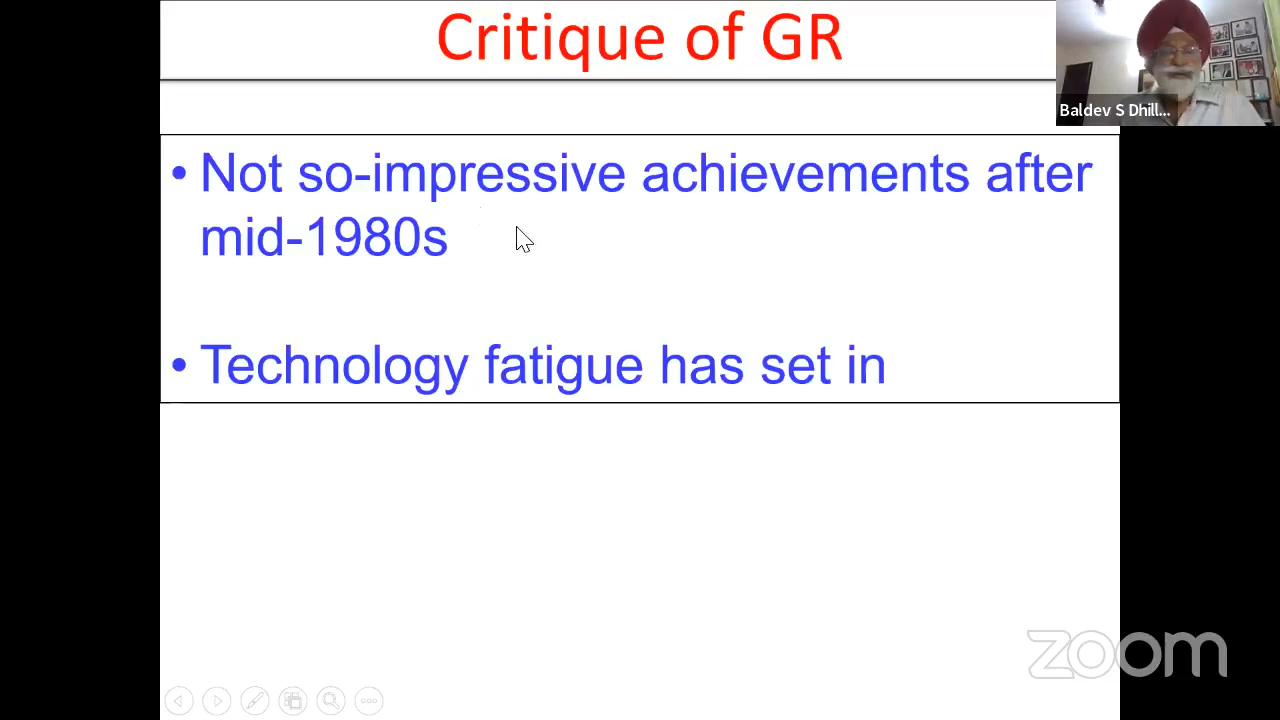 Critique of GR
Baldev S Dhill...
• Not so-impressive achievements after
mid-1980s
• Technology fatigue has set in
zoom